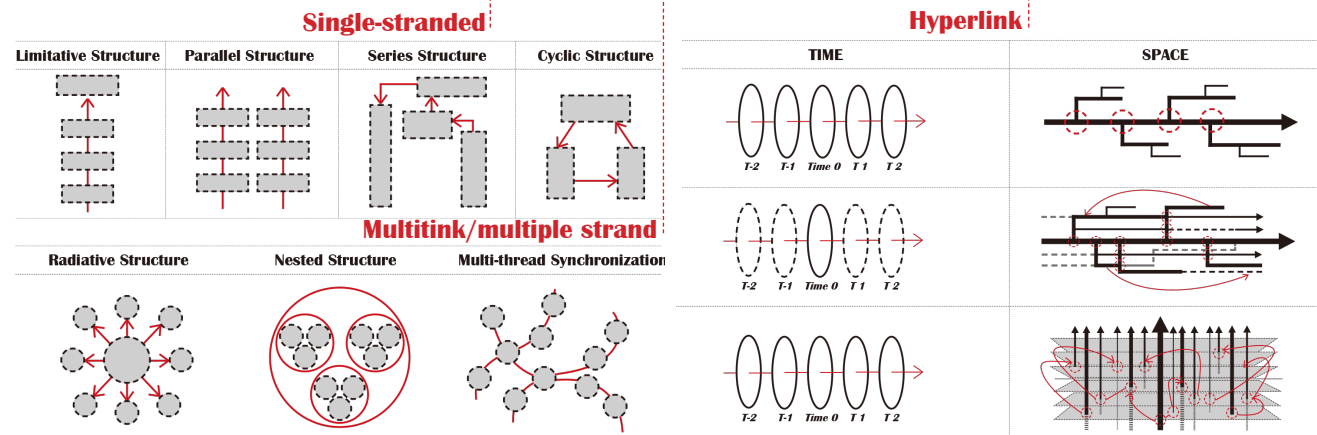 Single-stranded
Limitative Structure
Parallel Structure
Series Structure
Cyclic Structure
Multitink/multiple strand
Radiative Structure
Nested Structure
Multi-thread Synchronization
Hyperlink
TIME
SPACE
T-2 T-1 Time 0 T 1 T 2
T-2 T-1 Time 0 T 1 T 2
T-2 T-1 Time 0 T 1 T 2